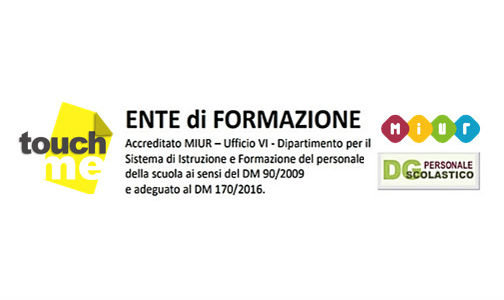 touch
me
ENTE di FORMAZIONE
Accreditato MIUR – Ufficio VI - Dipartimento per il
Sistema di Istruzione e Formazione del personale
della scuola ai sensi del DM 90/2009
e adeguato al DM 170/2016.
MIUR
DG PERSONALE
SCOLASTICO